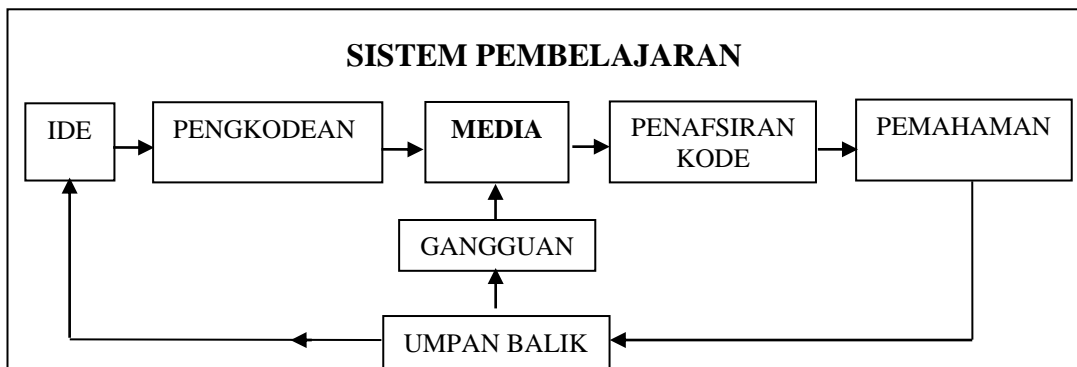 SISTEM PEMBELAJARAN
IDE
PENGKODEAN
MEDIA
PENAFSIRAN
KODE
PEMAHAMAN
GANGGUAN
UMPAN BALIK